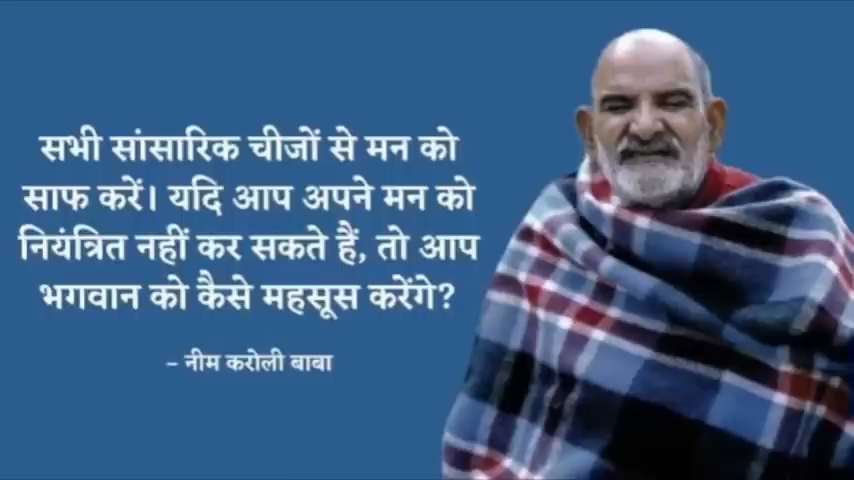 सभी सांसारिक चीजों से मन को
साफ करें। यदि आप अपने मन को
नियंत्रित नहीं कर सकते हैं, तो आप
भगवान को कैसे महसूस करेंगे?
– नीम करोली बाबा